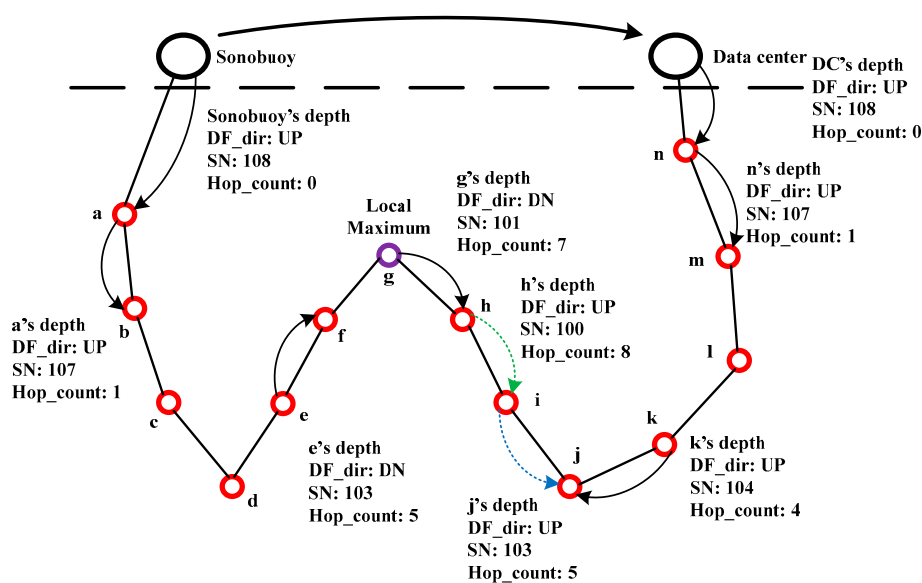 Sonobuoy
Data center
DC's depth
DF_dir: UP
SN: 108
Hop_count: 0
Sonobuoy's depth
DF_dir: UP
SN: 108
Hop_count: 0
n
n's depth
DF_dir: UP
SN: 107
Hop_count: 1
a
Local
Maximum
g
g's depth
DF_dir: DN
SN: 101
Hop_count: 7
m
b
f
h
h's depth
DF_dir: UP
SN: 100
Hop_count: 8
a's depth
DF_dir: UP
SN: 107
Hop_count: 1
l
c
e
i
k
d
e's depth
DF_dir: DN
SN: 103
Hop_count: 5
j
k's depth
DF_dir: UP
SN: 104
Hop_count: 4
j's depth
DF_dir: UP
SN: 103
Hop_count: 5